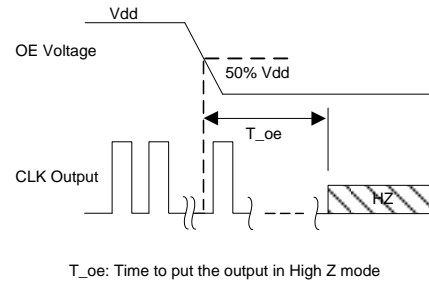 Vdd
OE Voltage
50% Vdd
T_oe
CLK Output
HZ
T_oe: Time to put the output in High Z mode